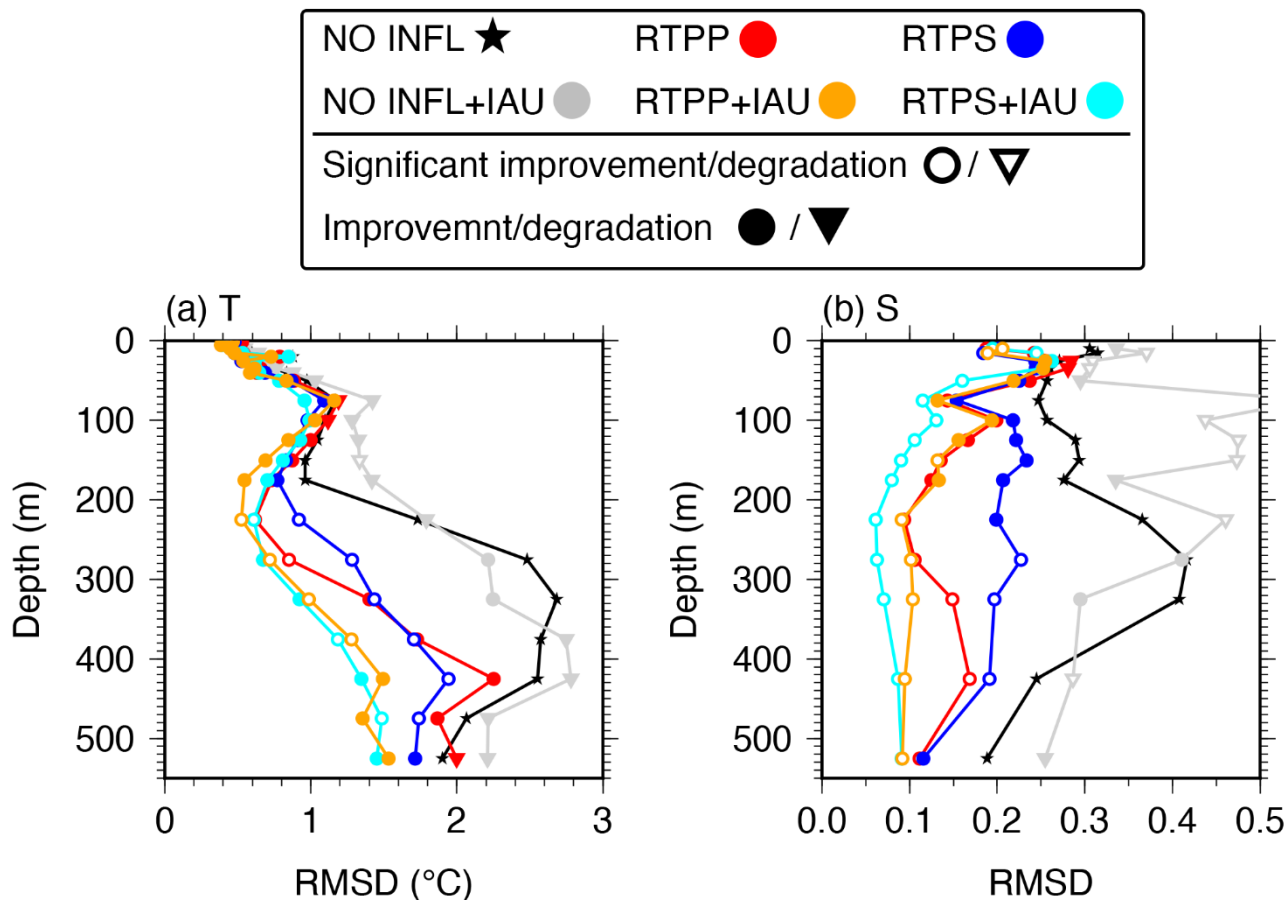 NO INFL RTPP RTPS
NO INFL+IAU RTPP+IAU RTPS+IAU
Significant improvement/degradation /
Improvemnt/degradation /
(a) T
(b) S
0
100
200
300
400
500
Depth (m)
0 1 2 3
RMSD (°C)
0
100
200
300
400
500
Depth (m)
0.0 0.1 0.2 0.3 0.4 0.5
RMSD